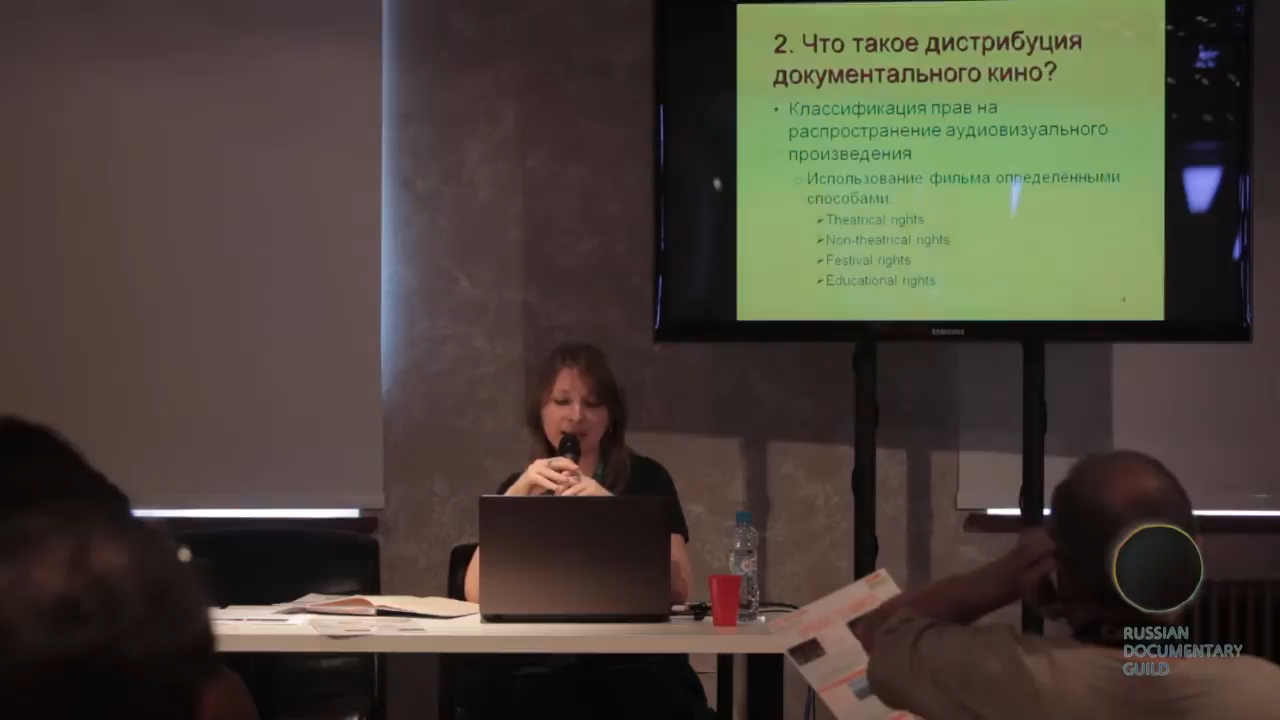 2. Что такое дистрибуция
документального кино?
• Классификация прав на
распространение аудиовизуального
произведения
○ Использование фильма определёнными
способами:
➢Theatrical rights
➢Non-theatrical rights
➢Festival rights
➢Educational rights
4
SAMSUNG
RUSSIAN
DOCUMENTARY
GUILD